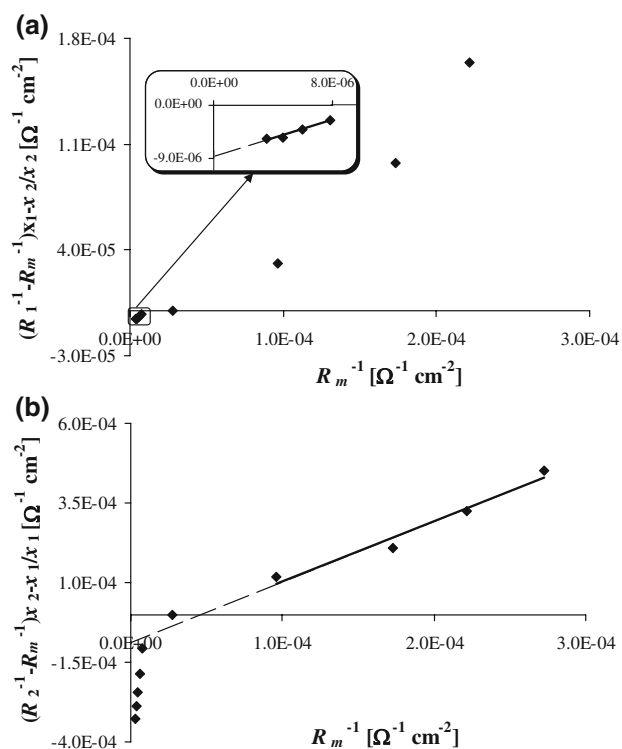 (a)
1.8E-04
1.1E-04
4.0E-05
-3.0E-05
(R₁⁻¹-Rₘ⁻¹)x₁-x₂/x₂ [Ω⁻¹ cm⁻²]
0.0E+00 8.0E-06
0.0E+00
-9.0E-06
0.0E+00 1.0E-04 2.0E-04 3.0E-04
Rₘ⁻¹ [Ω⁻¹ cm⁻²]
(b)
6.0E-04
3.5E-04
1.0E-04
-1.5E-04
-4.0E-04
(R₂⁻¹-Rₘ⁻¹)x₂-x₁/x₁ [Ω⁻¹ cm⁻²]
0.0E+00 1.0E-04 2.0E-04 3.0E-04
Rₘ⁻¹ [Ω⁻¹ cm⁻²]